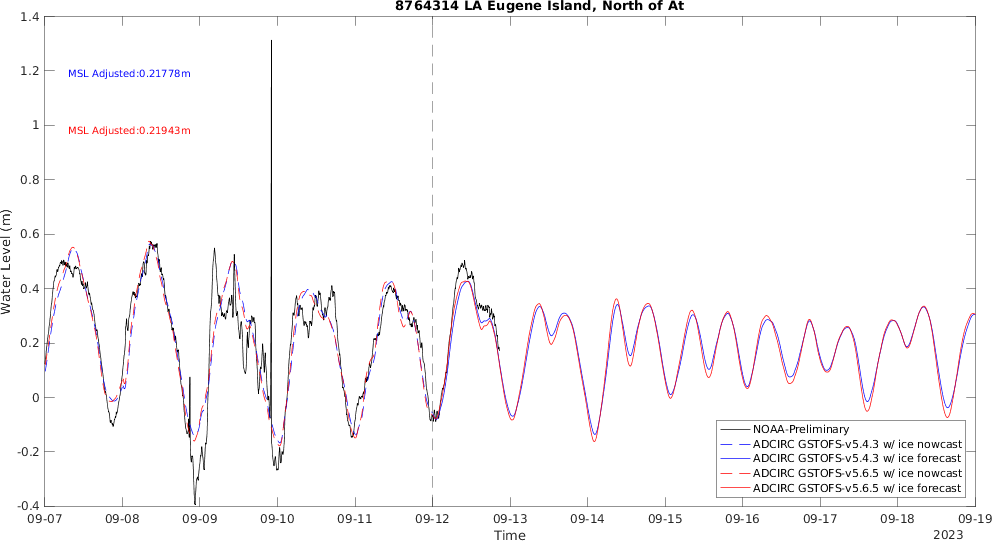 8764314 LA Eugene Island, North of At
1.4
1.2
1
0.8
0.6
0.4
0.2
0
-0.2
-0.4
Water Level (m)
MSL Adjusted:0.21778m
MSL Adjusted:0.21943m
NOAA-Preliminary
ADCIRC GSTOFS-v5.4.3 w/ ice nowcast
ADCIRC GSTOFS-v5.4.3 w/ ice forecast
ADCIRC GSTOFS-v5.6.5 w/ ice nowcast
ADCIRC GSTOFS-v5.6.5 w/ ice forecast
09-07 09-08 09-09 09-10 09-11 09-12 09-13 09-14 09-15 09-16 09-17 09-18 09-19
Time
2023